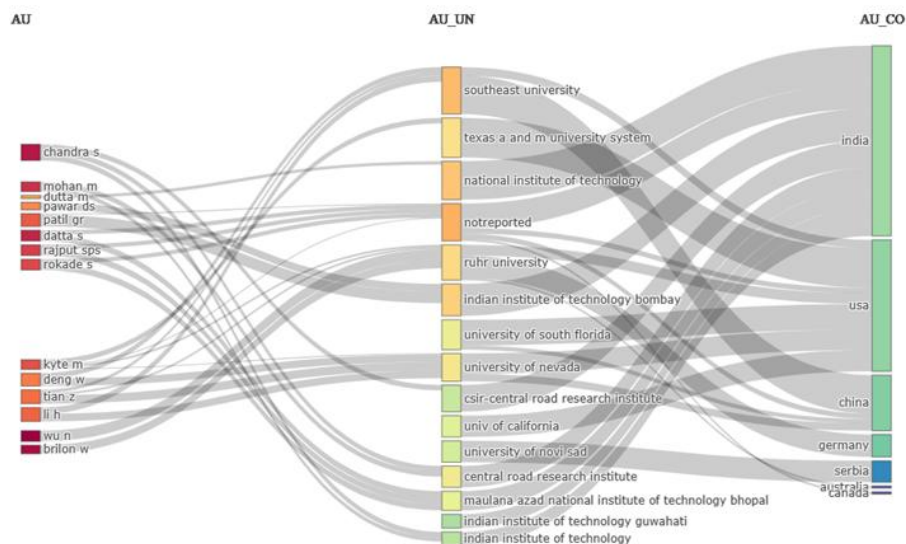 AU
AU_UN
AU_CO
chandra s
mohan m
dutta m
pawar ds
patil gr
datta s
rajput sps
rokade s
kyte m
deng w
tian z
li h
wu n
brilon w
southeast university
texas a and m university system
national institute of technology
notreported
ruhr university
indian institute of technology bombay
university of south florida
university of nevada
csir-central road research institute
univ of california
university of novi sad
central road research institute
maulana azad national institute of technology bhopal
indian institute of technology guwahati
indian institute of technology
india
usa
china
germany
serbia
australia
canada